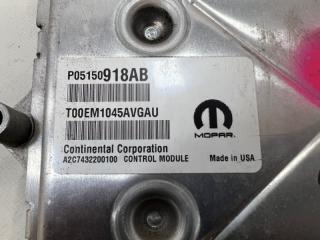 P05150918AB
T00EM1045AVGAU
MOPAR.
Continental Corporation
A2C7432200100 CONTROL MODULE Made in USA